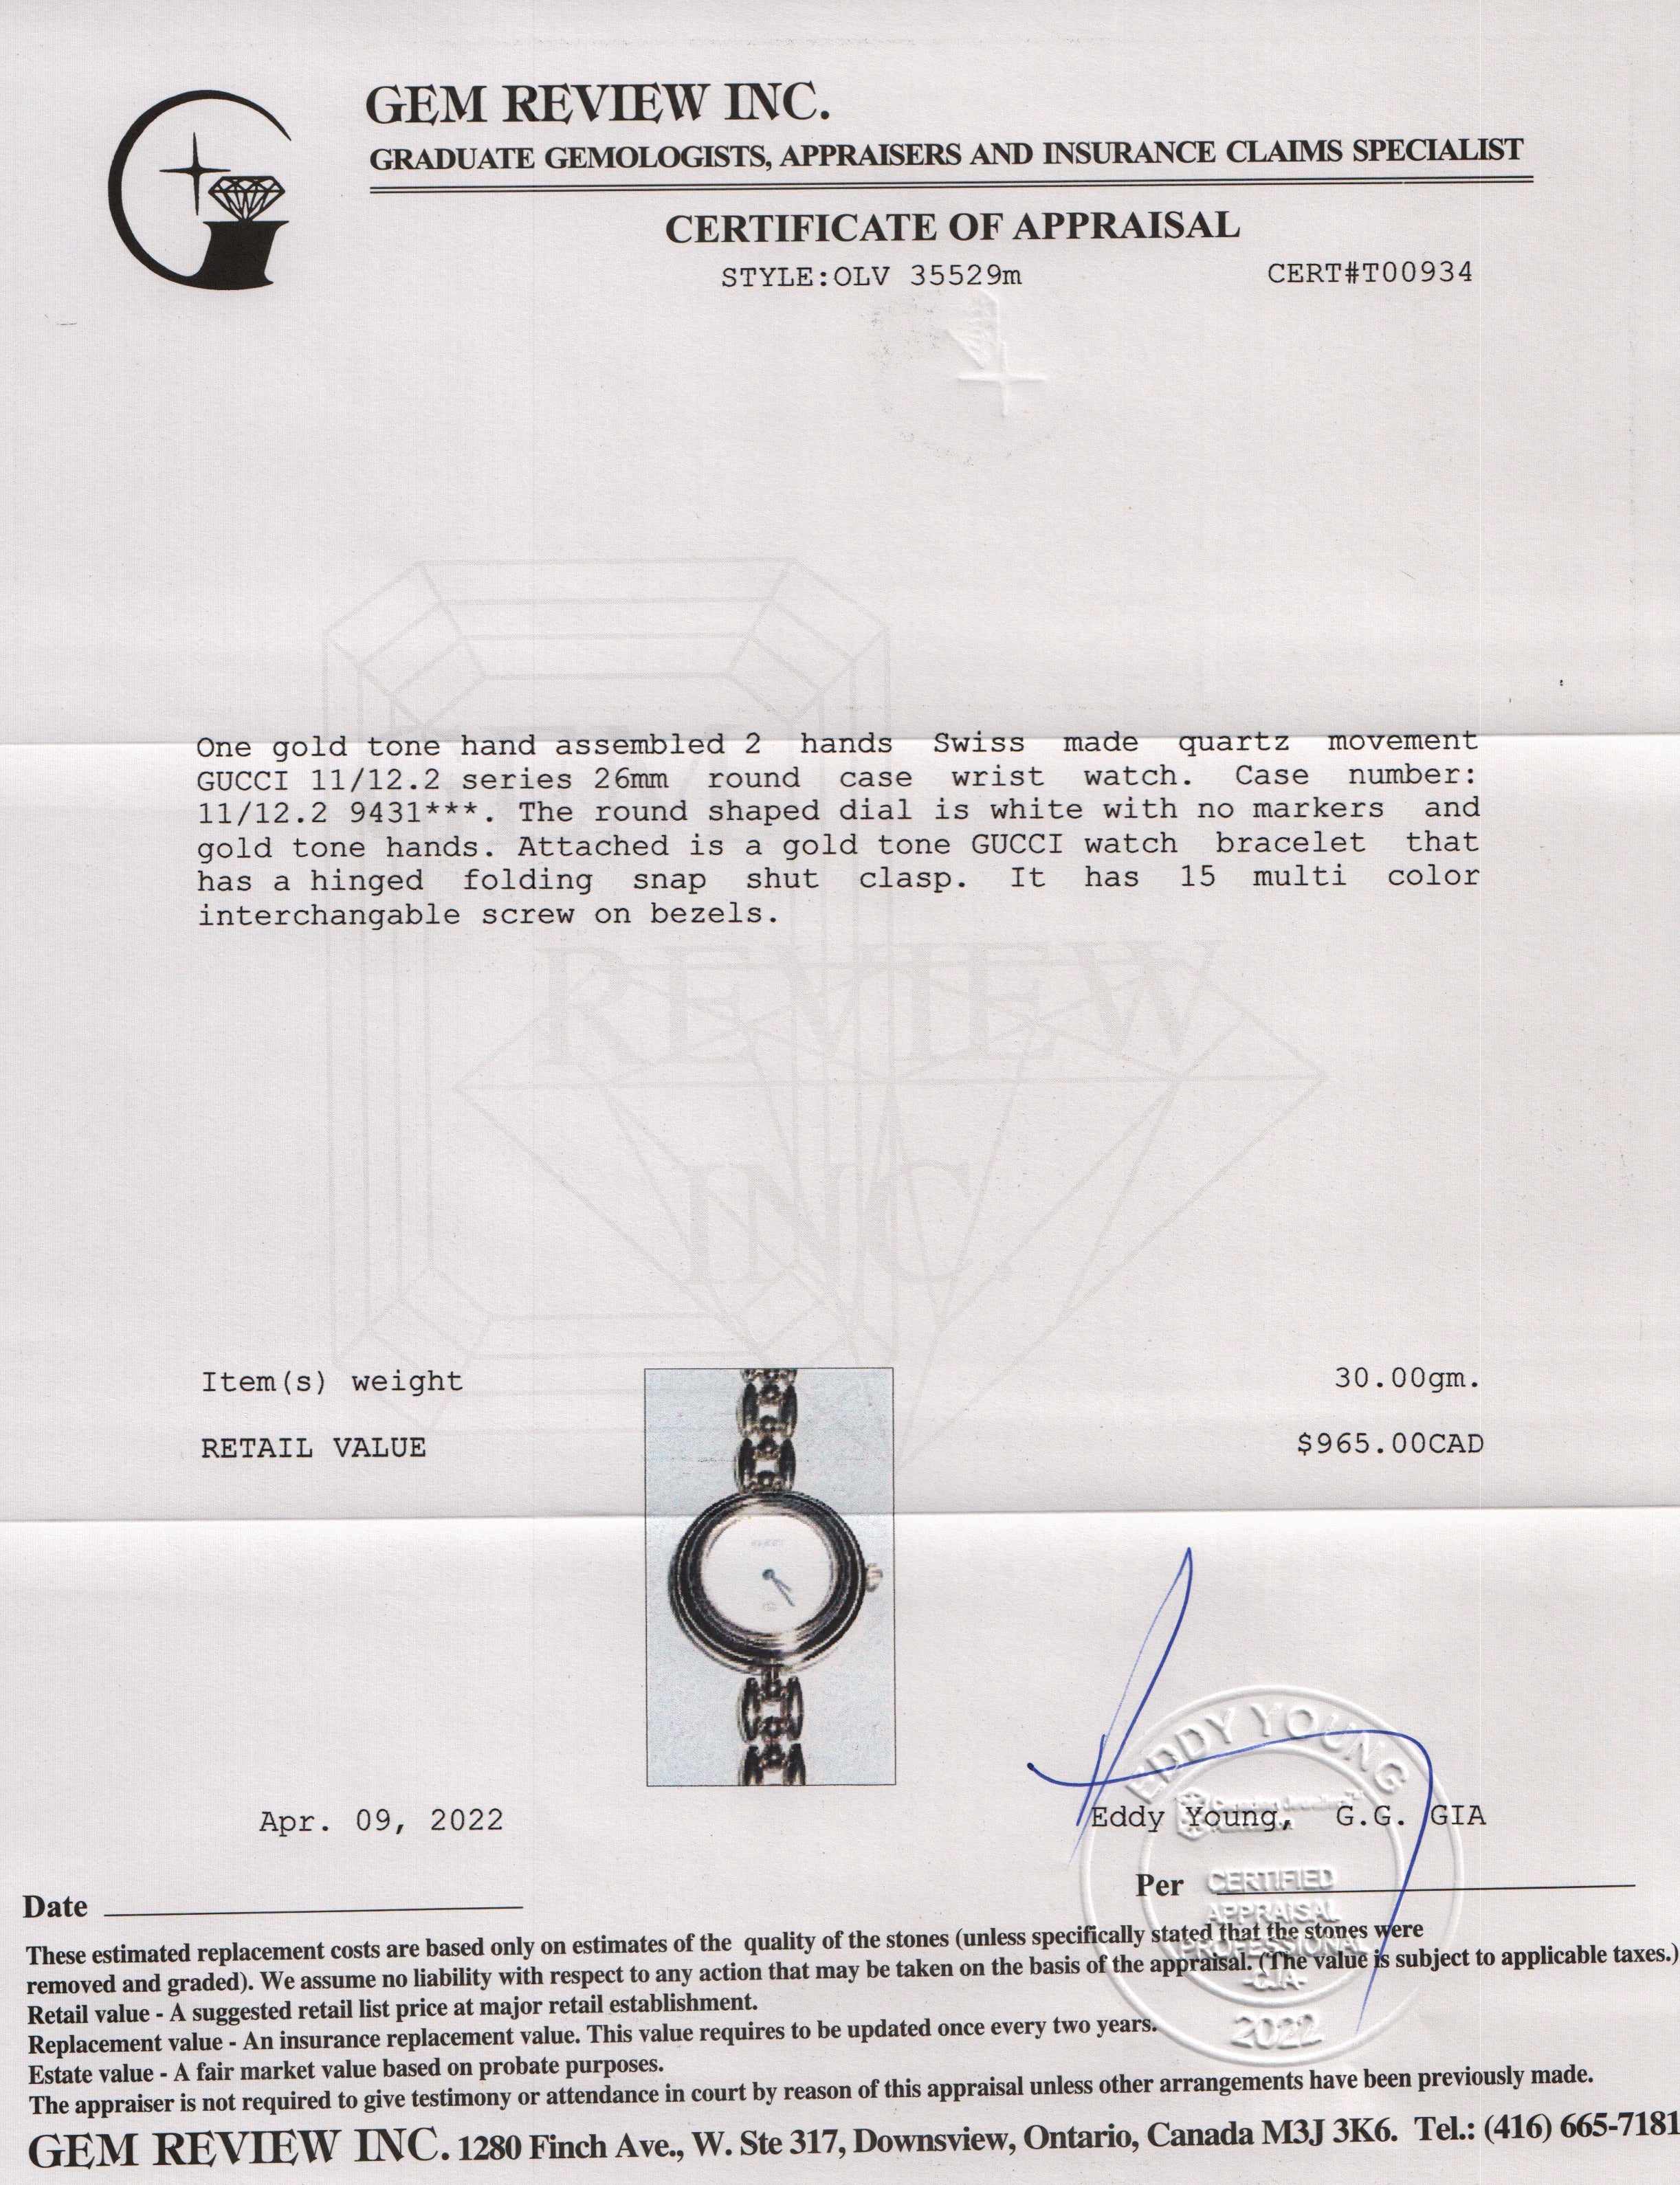 GEM REVIEW INC.
GRADUATE GEMOLOGISTS, APPRAISERS AND INSURANCE CLAIMS SPECIALIST
CERTIFICATE OF APPRAISAL
STYLE:OLV 35529m
CERT#T00934
One gold tone hand assembled 2 hands Swiss made quartz movement
GUCCI 11/12.2 series 26mm round case wrist watch. Case number:
11/12.2 9431***. The round shaped dial is white with no markers and
gold tone hands. Attached is a gold tone GUCCI watch bracelet that
has a hinged folding snap shut clasp. It has 15 multi color
interchangable screw on bezels.
REVIEW
INC.
Item(s) weight 30.00gm.
RETAIL VALUE $965.00CAD
EDDY YOUNG
Apr. 09, 2022
Eddy Young, G.G. GIA
Date
Per
CERTIFIED
APPRAISAL
PROFESSIONAL
-CJA-
2022
These estimated replacement costs are based only on estimates of the quality of the stones (unless specifically stated that the stones were
removed and graded). We assume no liability with respect to any action that may be taken on the basis of the appraisal. (The value is subject to applicable taxes.)
Retail value - A suggested retail list price at major retail establishment.
Replacement value - An insurance replacement value. This value requires to be updated once every two years.
Estate value - A fair market value based on probate purposes.
The appraiser is not required to give testimony or attendance in court by reason of this appraisal unless other arrangements have been previously made.
GEM REVIEW INC. 1280 Finch Ave., W. Ste 317, Downsview, Ontario, Canada M3J 3K6. Tel.: (416) 665-7181